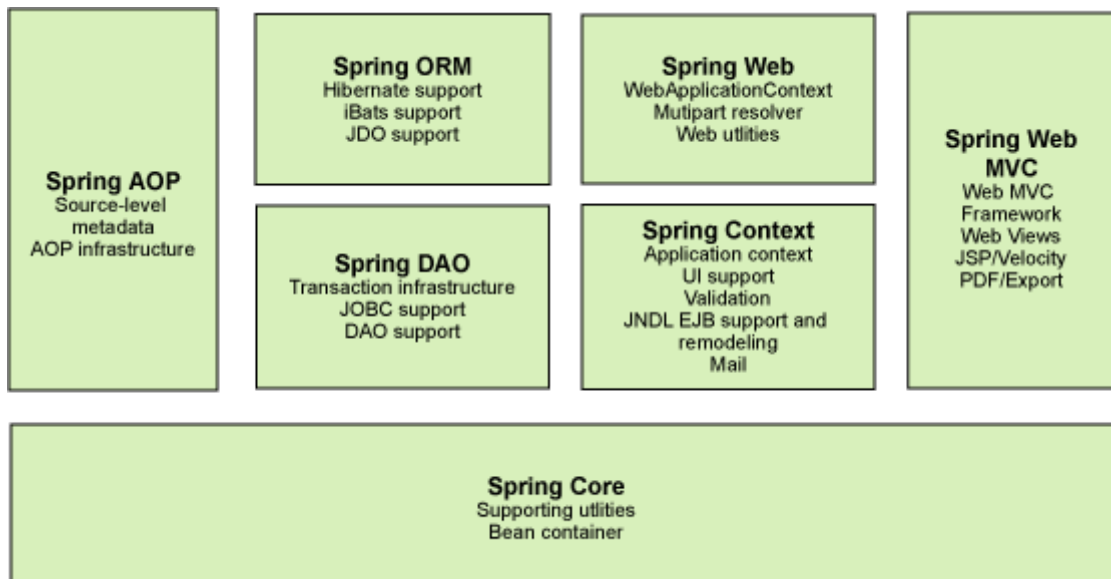 Spring AOP
Source-level
metadata
AOP infrastructure
Spring ORM
Hibernate support
iBats support
JDO support
Spring DAO
Transaction infrastructure
JOBC support
DAO support
Spring Web
WebApplicationContext
Mutipart resolver
Web utlities
Spring Context
Application context
UI support
Validation
JNDL EJB support and
remodeling
Mail
Spring Web
MVC
Web MVC
Framework
Web Views
JSP/Velocity
PDF/Export
Spring Core
Supporting utlities
Bean container